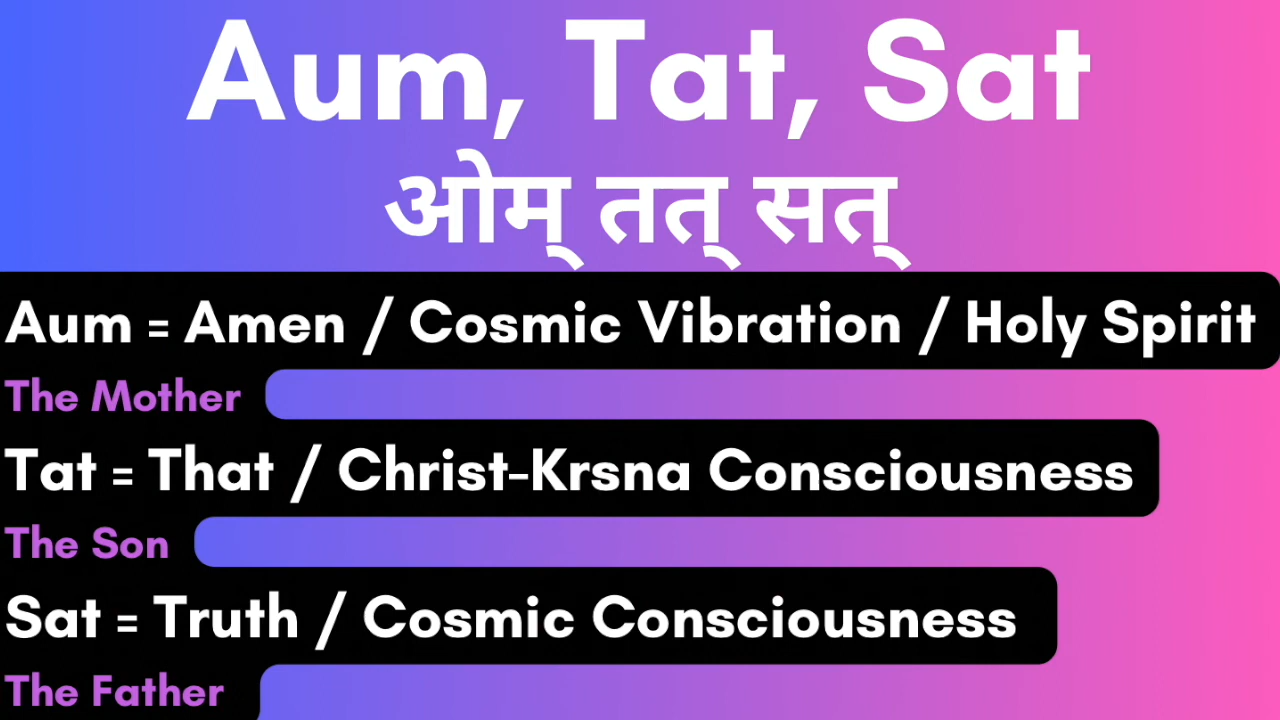 Aum, Tat, Sat
ओम् तत् सत्
Aum = Amen / Cosmic Vibration / Holy Spirit
The Mother
Tat = That / Christ-Krsna Consciousness
The Son
Sat = Truth / Cosmic Consciousness
The Father